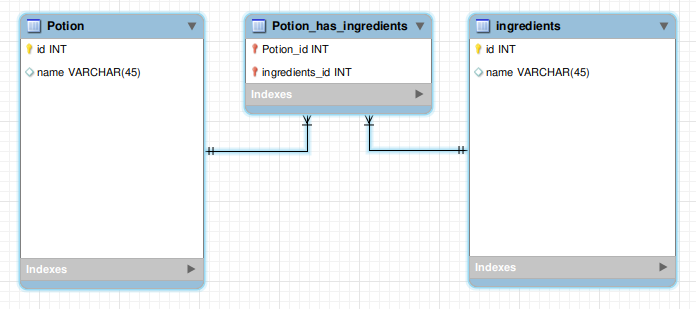 Potion
id INT
name VARCHAR(45)
Indexes
Potion_has_ingredients
Potion_id INT
ingredients_id INT
Indexes
ingredients
id INT
name VARCHAR(45)
Indexes